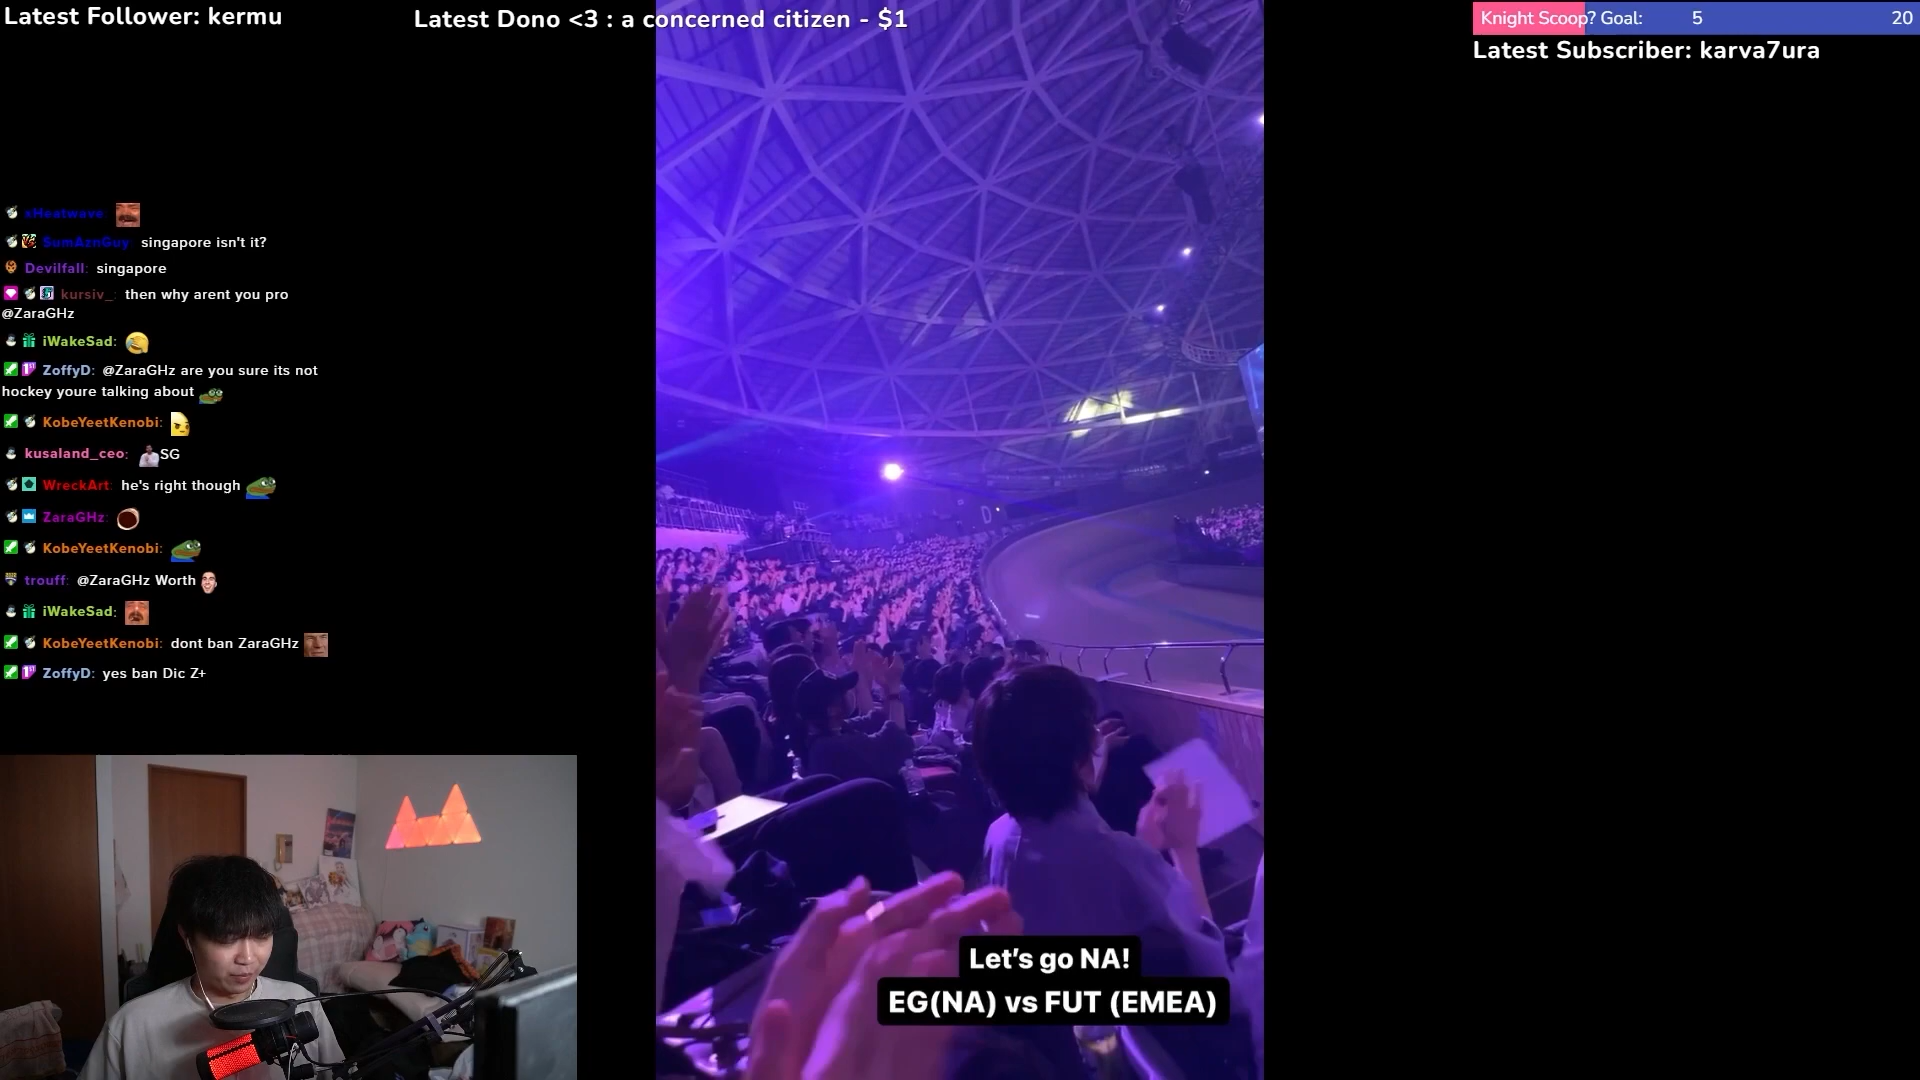 Latest Follower: kermu
Latest Dono <3 : a concerned citizen - $1
Knight Scoop? Goal: 5 20
Latest Subscriber: karva7ura
xHeatwave:
SumAznGuy: singapore isn't it?
Devilfall: singapore
kursiv_: then why arent you pro
@ZaraGHz
iWakeSad:
ZoffyD: @ZaraGHz are you sure its not
hockey youre talking about
KobeYeetKenobi:
kusaland_ceo: SG
WreckArt: he's right though
ZaraGHz:
KobeYeetKenobi:
trouff: @ZaraGHz Worth
iWakeSad:
KobeYeetKenobi: dont ban ZaraGHz
ZoffyD: yes ban Dic Z+
D
Let's go NA!
EG(NA) vs FUT (EMEA)